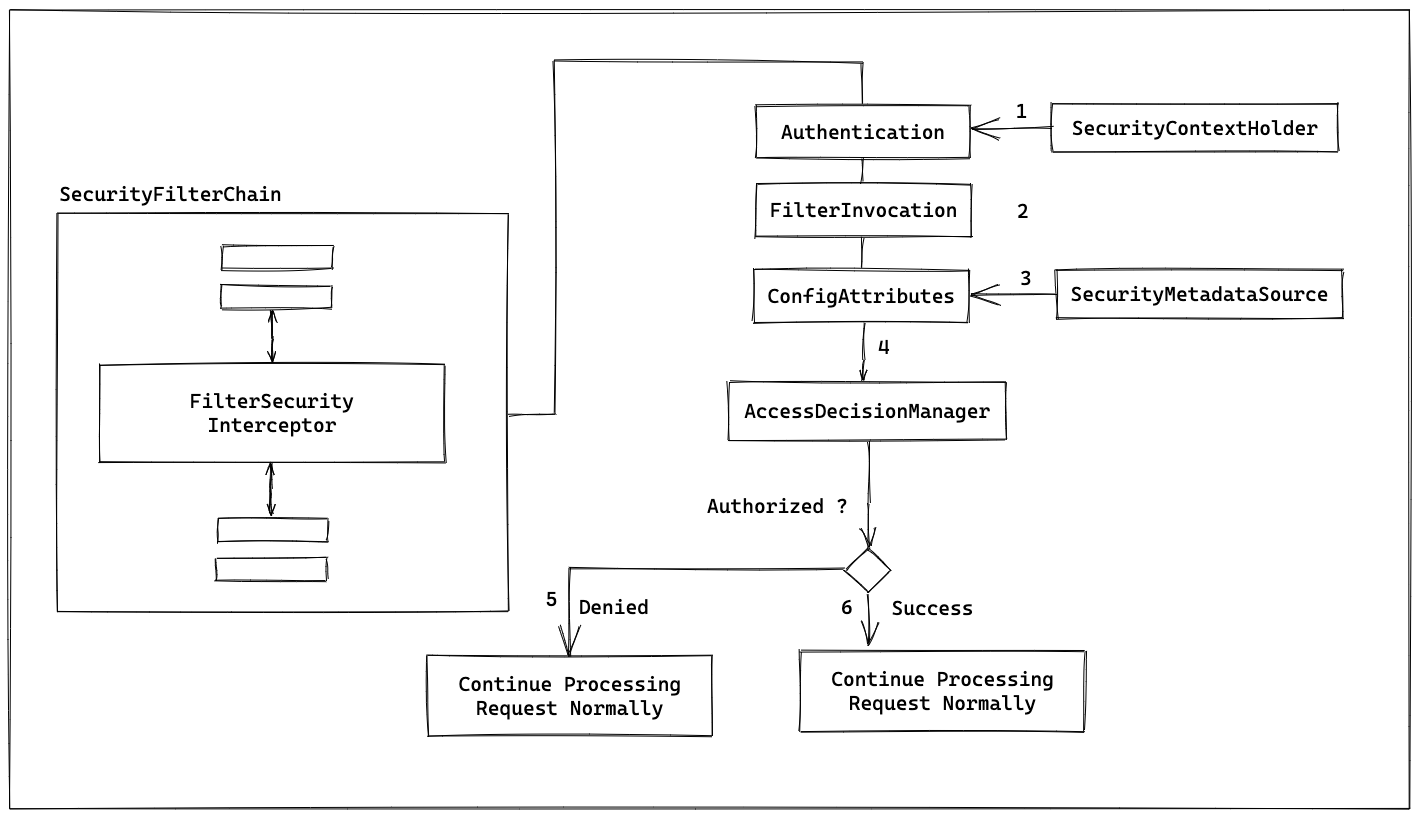 1
Authentication
SecurityContextHolder
SecurityFilterChain
FilterInvocation
2
3
ConfigAttributes
SecurityMetadataSource
4
FilterSecurity
Interceptor
AccessDecisionManager
Authorized ?
5
Denied
6
Success
Continue Processing
Request Normally
Continue Processing
Request Normally